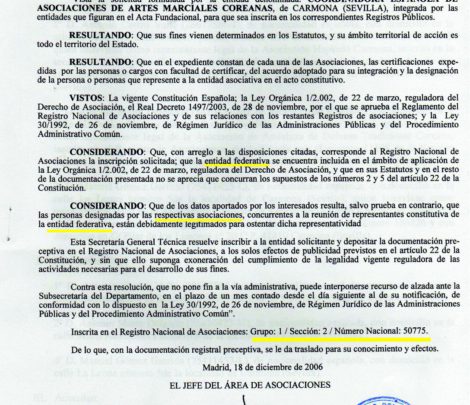 ASOCIACIONES DE ARTES MARCIALES COREANAS, de CARMONA (SEVILLA), integrada por las
entidades que figuran en el Acta Fundacional, para que sea inscrita en los correspondientes Registros Públicos.
RESULTANDO: Que sus fines vienen determinados en los Estatutos, y su ámbito territorial de acción es
todo el territorio del Estado.
RESULTANDO: Que en el expediente constan de cada una de las Asociaciones, las certificaciones expe-
didas por las personas o cargos con facultad de certificar, del acuerdo adoptado para su integración y la designación
de la persona o personas que represente a la entidad asociativa en el acto constitutivo.
VISTOS: La vigente Constitución Española; la Ley Orgánica 1/2.002, de 22 de marzo, reguladora del
Derecho de Asociación, el Real Decreto 1497/2003, de 28 de noviembre, por el que se aprueba el Reglamento del
Registro Nacional de Asociaciones y de sus relaciones con los restantes Registros de asociaciones; y la Ley
30/1992, de 26 de noviembre, de Régimen Jurídico de las Administraciones Públicas y del Procedimiento
Administrativo Común.
CONSIDERANDO: Que, con arreglo a las disposiciones citadas, corresponde al Registro Nacional de
Asociaciones la inscripción solicitada; que la entidad federativa se encuentra incluida en el ámbito de aplicación de
la Ley Orgánica 1/2.002, de 22 de marzo, reguladora del Derecho de Asociación, y que en sus Estatutos y en el resto
de la documentación presentada no se aprecia que concurran los supuestos de los números 2 y 5 del artículo 22 de la
Constitución.
CONSIDERANDO: Que de los datos aportados por los interesados resulta, salvo prueba en contrario, que
las personas designadas por las respectivas asociaciones, concurrentes a la reunión de representantes constitutiva de
la entidad federativa, están debidamente legitimados para ostentar dicha representatividad
Esta Secretaría General Técnica resuelve inscribir a la entidad solicitante y depositar la documentación pre-
ceptiva en el Registro Nacional de Asociaciones, a los solos efectos de publicidad previstos en el artículo 22 de la
Constitución, y sin que ello suponga exoneración del cumplimiento de la legalidad vigente reguladora de las
actividades necesarias para el desarrollo de sus fines.
Contra esta resolución, que no pone fin a la vía administrativa, puede interponerse recurso de alzada ante la
Subsecretaría del Departamento, en el plazo de un mes contado desde el día siguiente al de su notificación, de
conformidad con lo dispuesto en la Ley 30/1992, de 26 de noviembre, de Régimen Jurídico de las Administraciones
Públicas y del Procedimiento Administrativo Común".
Inscrita en el Registro Nacional de Asociaciones: Grupo: 1 / Sección: 2 / Número Nacional: 50775.
De lo que, con la documentación registral preceptiva, se le da traslado para su conocimiento y efectos.
Madrid, 18 de diciembre de 2006
EL JEFE DEL ÁREA DE ASOCIACIONES